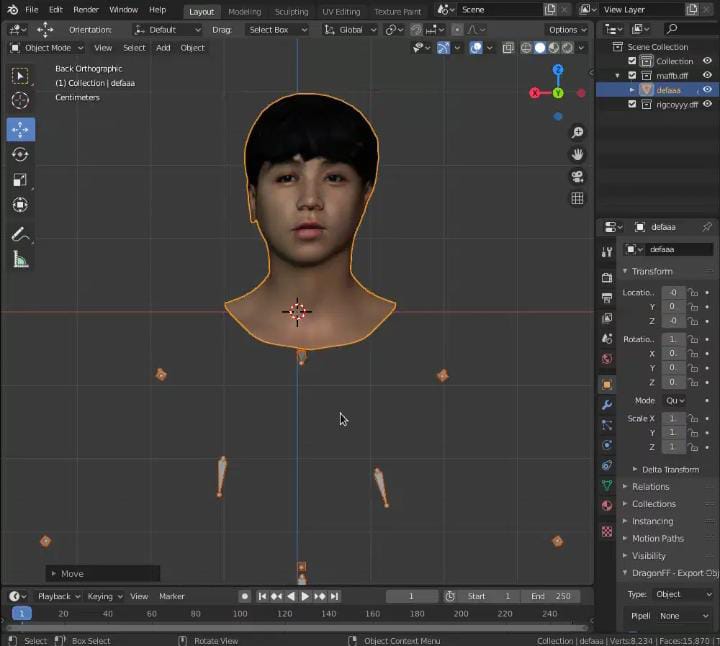 File Edit Render Window Help Layout Modeling Sculpting UV Editing Texture Paint Scene View Layer
Orientation: Default Drag: Select Box Global Options
Object Mode View Select Add Object
Back Orthographic
(1) Collection | defaaa
Centimeters
Z
X
Y
Scene Collection
Collection
maffb.dff
defaaa
rigcoyyy.dff
defaaa
defaaa
Transform
Locatio.. -0
Y 0.
Z -0
Rotatio.. 1.
X 0.
Y 0.
Z 0.
Mode Qu
Scale X 1.
Y 1.
Z 1.
Delta Transform
Relations
Collections
Instancing
Motion Paths
Visibility
DragonFF - Export Ob
Type: Object
Pipeli None
Move
Playback Keying View Marker 1 Start 1 End 250
1 20 40 60 80 100 120 140 160 180 200 220 240
Select Box Select Rotate View Object Context Menu Collection | defaaa | Verts:8,234 | Faces:15,870 | T